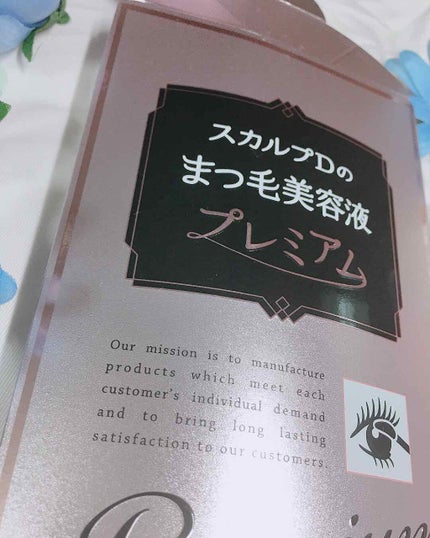 スカルプDの
まつ毛美容液
プレミアム
Our mission is to manufacture
products which meet each
customer's individual demand
and to bring long lasting
satisfaction to our customers.